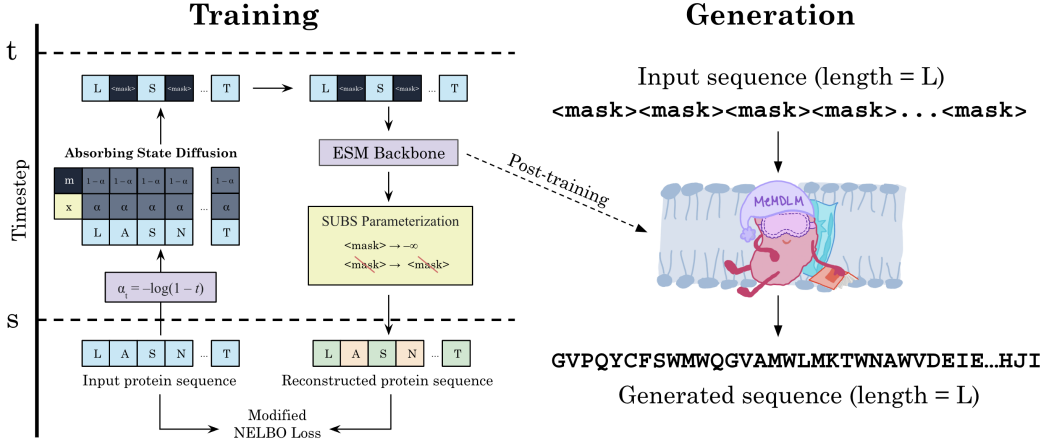 Training
Generation
t
L <mask> S <mask> ... T
L <mask> S <mask> ... T
Input sequence (length = L)
<mask><mask><mask><mask>...<mask>
Absorbing State Diffusion
m 1-α 1-α 1-α 1-α 1-α
x α α α α ... α
L A S N T
ESM Backbone
Post-training
MeMDLM
Timestep
SUBS Parameterization
<mask> → -∞
<mask> → <mask>
αt = -log(1 - t)
s
L A S N ... T
L A S N ... T
Input protein sequence
Reconstructed protein sequence
Modified
NELBO Loss
GVPQYCFSWMWQGVAMWLMKTWNAWVDEIE...HJI
Generated sequence (length = L)